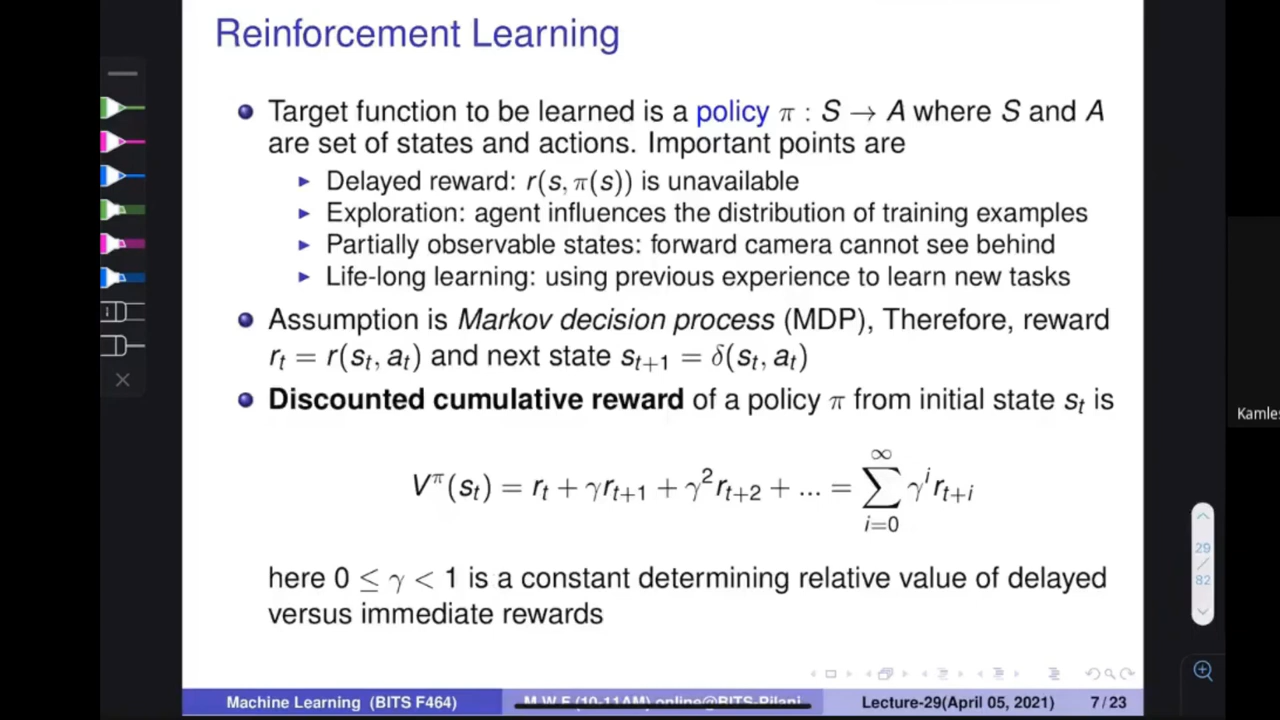 Reinforcement Learning
Target function to be learned is a policy π : S → A where S and A
are set of states and actions. Important points are
Delayed reward: r(s, π(s)) is unavailable
Exploration: agent influences the distribution of training examples
Partially observable states: forward camera cannot see behind
Life-long learning: using previous experience to learn new tasks
Assumption is Markov decision process (MDP), Therefore, reward
r_t = r(s_t, a_t) and next state s_{t+1} = δ(s_t, a_t)
Discounted cumulative reward of a policy π from initial state s_t is
V^π(s_t) = r_t + γr_{t+1} + γ^2 r_{t+2} + ... = ∑_{i=0}^{∞} γ^i r_{t+i}
here 0 ≤ γ < 1 is a constant determining relative value of delayed
versus immediate rewards
Machine Learning (BITS F464) M W F (10-11AM) online@BITS-Pilani Lecture-29(April 05, 2021) 7 / 23
Kamles
29
/
92